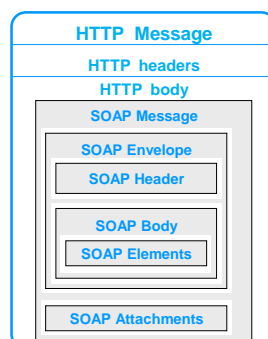 HTTP Message
HTTP headers
HTTP body
SOAP Message
SOAP Envelope
SOAP Header
SOAP Body
SOAP Elements
SOAP Attachments